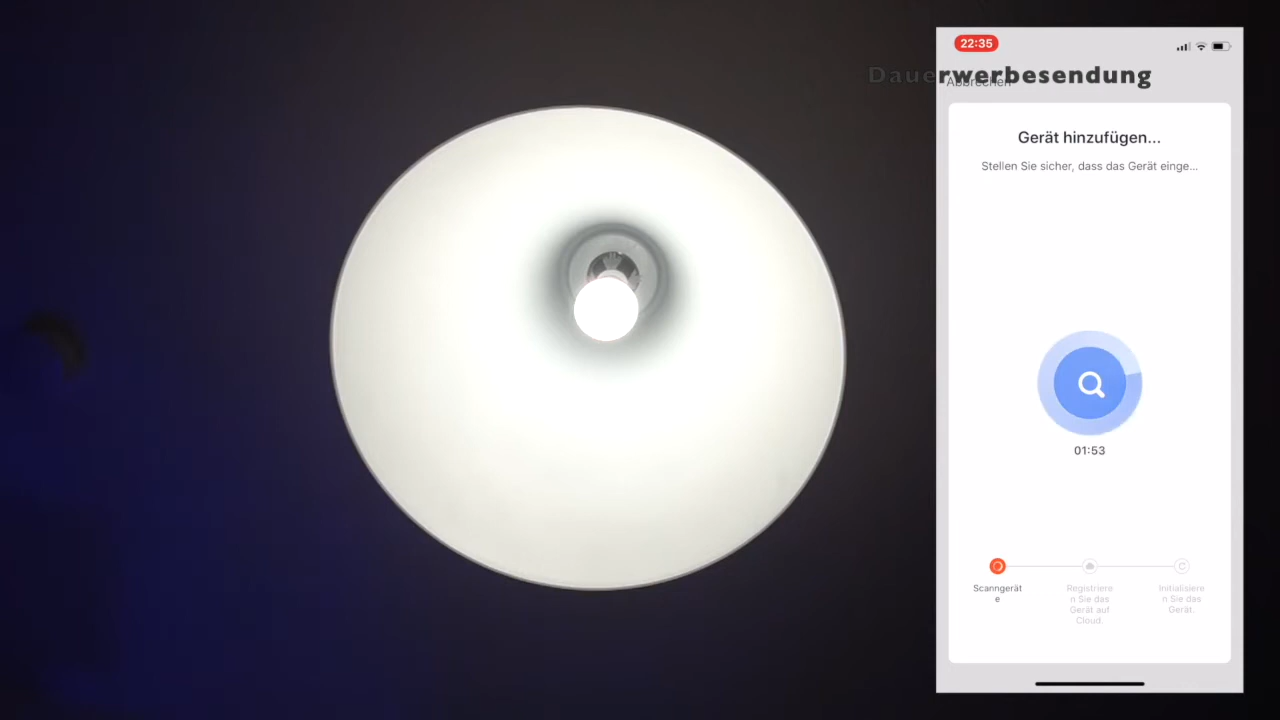 22:35
Dauerwerbesendung
Abbrechen
Gerät hinzufügen...
Stellen Sie sicher, dass das Gerät einge...
01:53
Scanngerät
e
Registriere
n Sie das
Gerät auf
Cloud.
Initialisiere
n Sie das
Gerät.